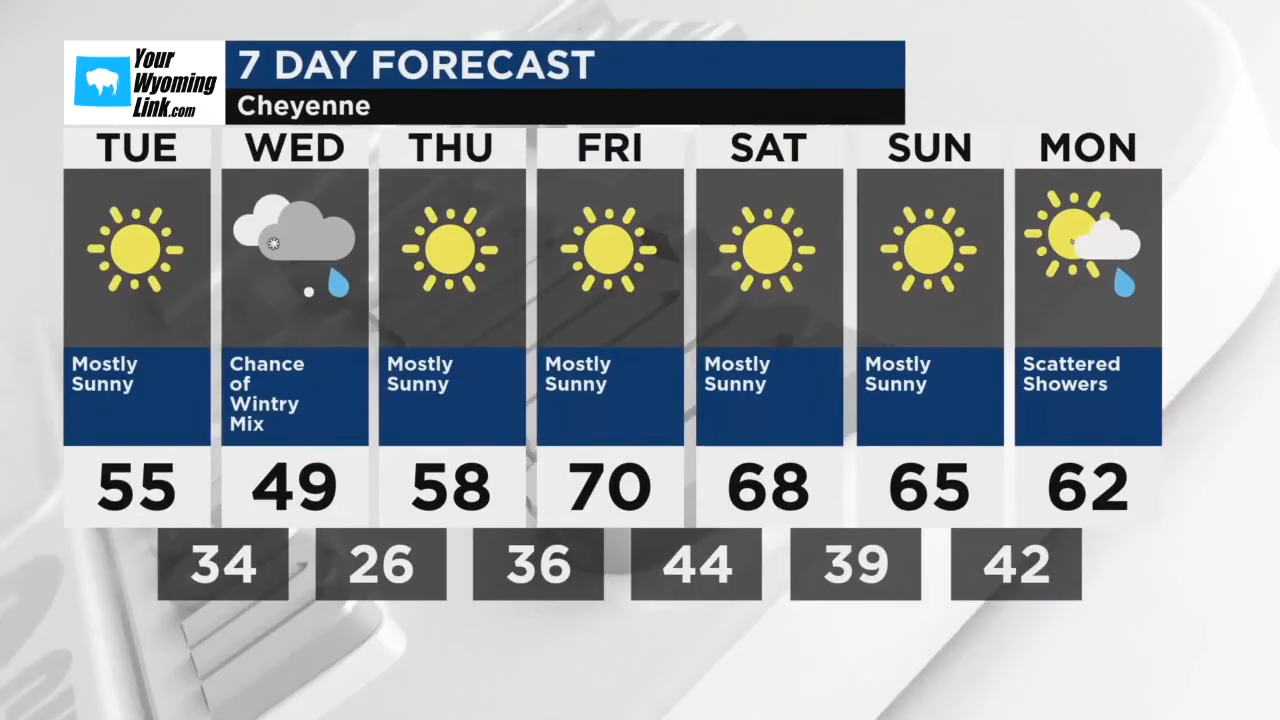 Your
Wyoming
Link.com
7 DAY FORECAST
Cheyenne
TUE WED THU FRI SAT SUN MON
Mostly
Sunny
Chance
of
Wintry
Mix
Mostly
Sunny
Mostly
Sunny
Mostly
Sunny
Mostly
Sunny
Scattered
Showers
55 49 58 70 68 65 62
34 26 36 44 39 42